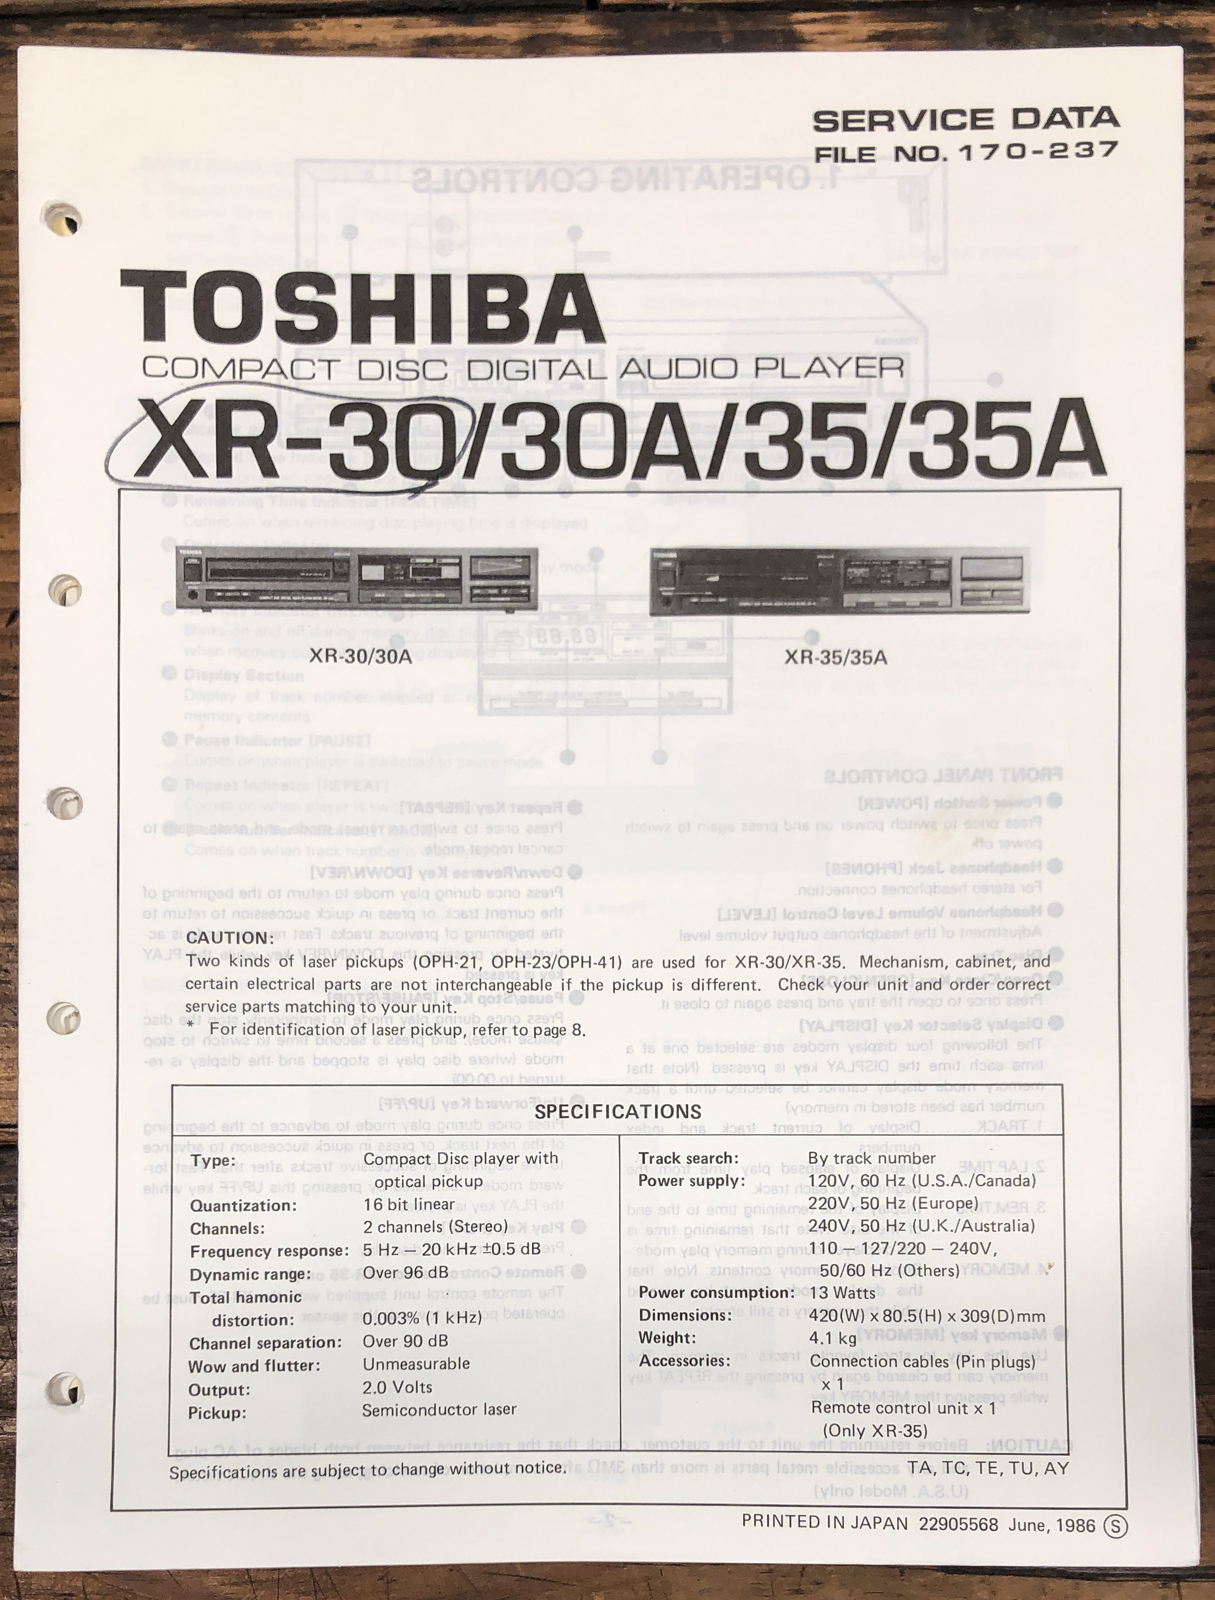 SERVICE DATA
FILE NO. 170-237
TOSHIBA
COMPACT DISC DIGITAL AUDIO PLAYER
XR-30/30A/35/35A
TOSHIBA
TOSHIBA
XR-30/30A
XR-35/35A
CAUTION:
Two kinds of laser pickups (OPH-21, OPH-23/OPH-41) are used for XR-30/XR-35. Mechanism, cabinet, and
certain electrical parts are not interchangeable if the pickup is different. Check your unit and order correct
service parts matching to your unit.
* For identification of laser pickup, refer to page 8.
SPECIFICATIONS
Type: Compact Disc player with
optical pickup
Quantization: 16 bit linear
Channels: 2 channels (Stereo)
Frequency response: 5 Hz – 20 kHz ±0.5 dB
Dynamic range: Over 96 dB
Total hamonic
distortion: 0.003% (1 kHz)
Channel separation: Over 90 dB
Wow and flutter: Unmeasurable
Output: 2.0 Volts
Pickup: Semiconductor laser
Track search: By track number
Power supply: 120V, 60 Hz (U.S.A./Canada)
220V, 50 Hz (Europe)
240V, 50 Hz (U.K./Australia)
110 – 127/220 – 240V,
50/60 Hz (Others)
Power consumption: 13 Watts
Dimensions: 420(W) x 80.5(H) x 309(D)mm
Weight: 4.1 kg
Accessories: Connection cables (Pin plugs)
x 1
Remote control unit x 1
(Only XR-35)
Specifications are subject to change without notice.
TA, TC, TE, TU, AY
PRINTED IN JAPAN 22905568 June, 1986 Ⓢ